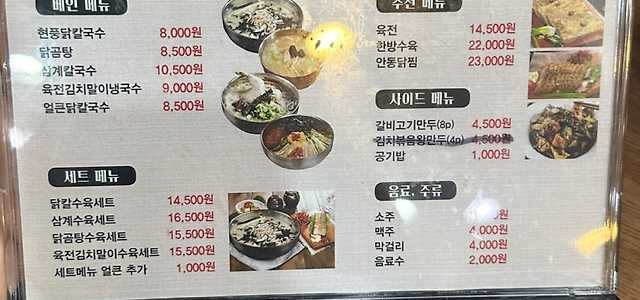 메인 메뉴
현풍닭칼국수 8,000원
닭곰탕 8,500원
삼계칼국수 10,500원
육전김치말이냉국수 9,000원
얼큰닭칼국수 8,500원
세트 메뉴
닭칼수육세트 14,500원
삼계수육세트 16,500원
닭곰탕수육세트 15,500원
육전김치말이수육세트 15,500원
세트메뉴 얼큰 추가 1,000원
추천 메뉴
육전 14,500원
한방수육 22,000원
안동닭찜 23,000원
사이드 메뉴
갈비고기만두(8p) 4,500원
김치볶음왕만두(4p) 4,500원
공기밥 1,000원
음료, 주류
소주
맥주 4,000원
막걸리 4,000원
음료수 2,000원